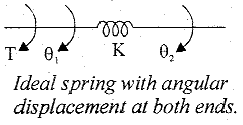 T θ₁ K θ₂
Ideal spring with angular
displacement at both ends.